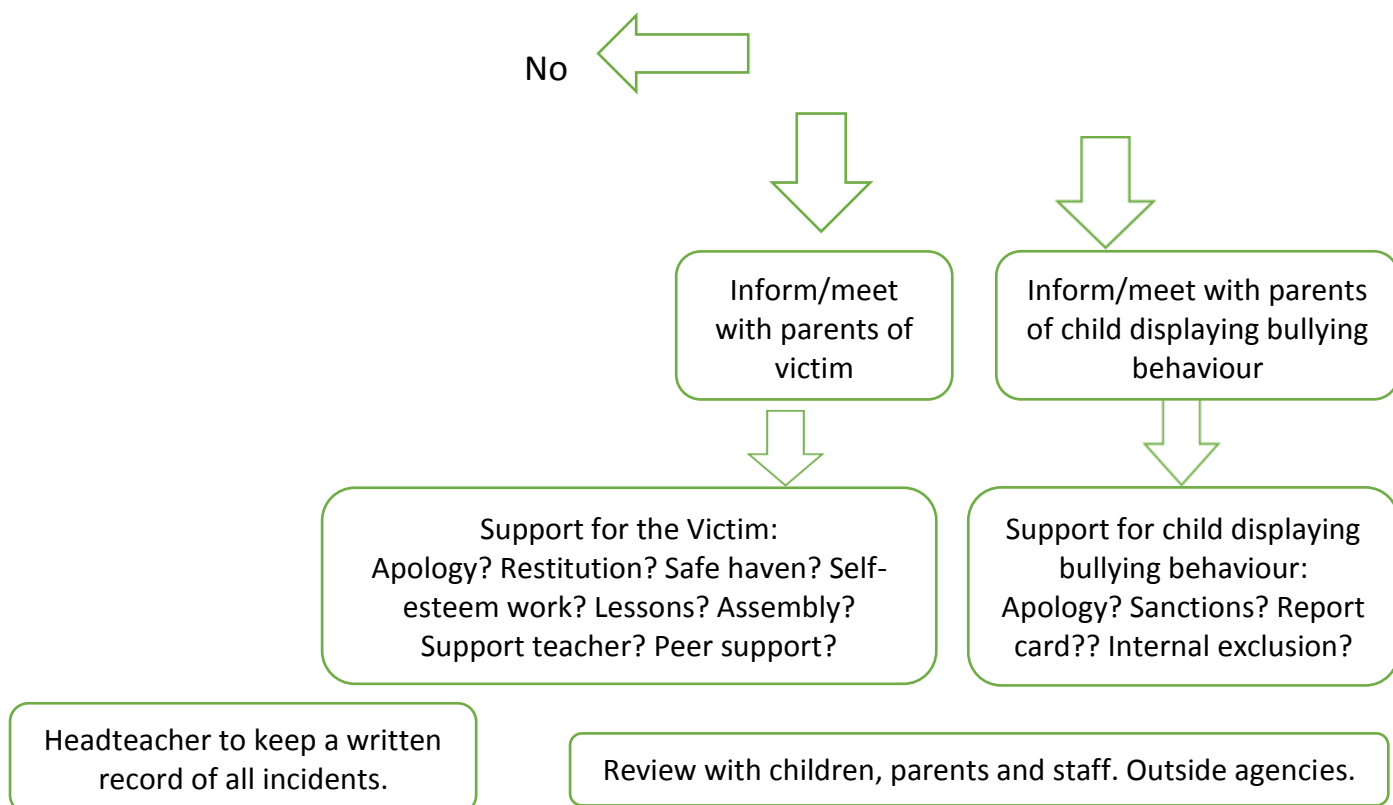 No
Inform/meet
with parents of
victim
Inform/meet with parents
of child displaying bullying
behaviour
Support for the Victim:
Apology? Restitution? Safe haven? Self-
esteem work? Lessons? Assembly?
Support teacher? Peer support?
Support for child displaying
bullying behaviour:
Apology? Sanctions? Report
card?? Internal exclusion?
Headteacher to keep a written
record of all incidents.
Review with children, parents and staff. Outside agencies.